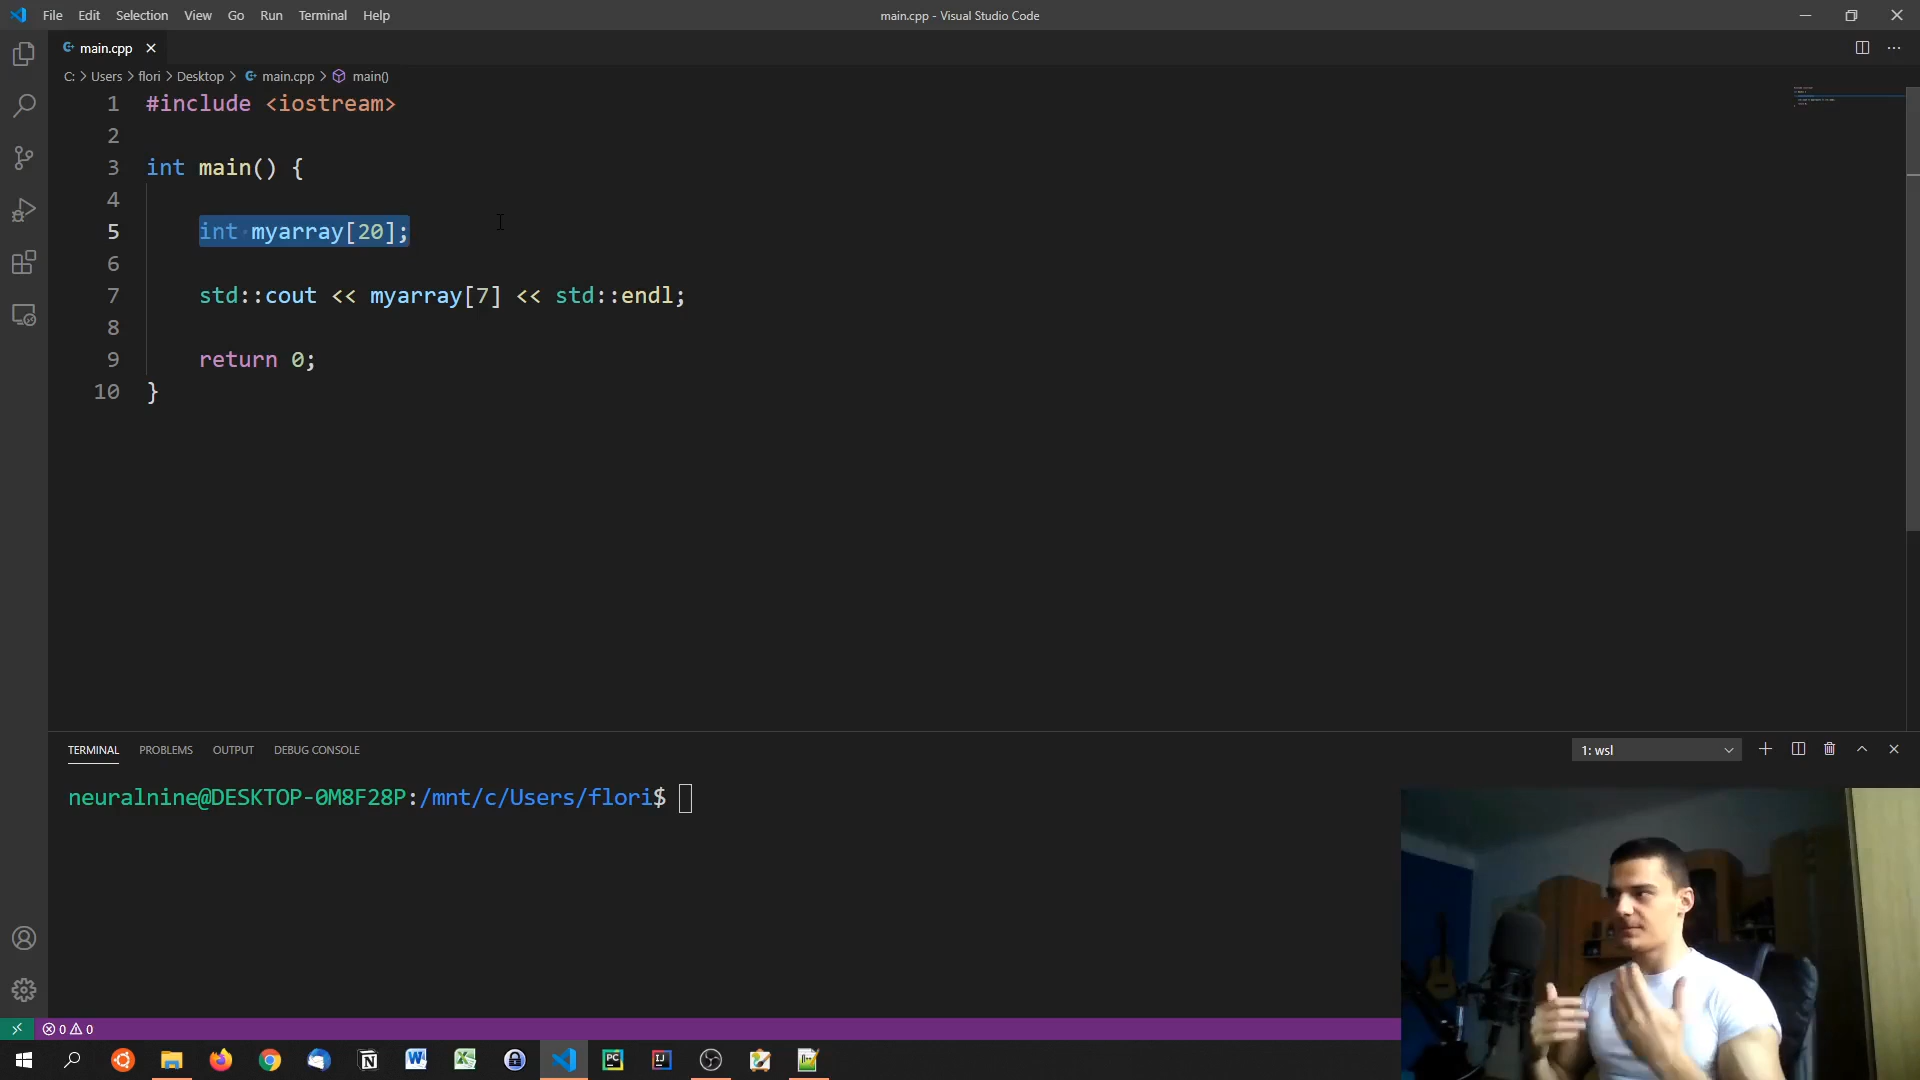 File Edit Selection View Go Run Terminal Help
main.cpp - Visual Studio Code
main.cpp
C: > Users > flori > Desktop > main.cpp > main()
1 #include <iostream>
2
3 int main() {
4
5 int myarray[20];
6
7 std::cout << myarray[7] << std::endl;
8
9 return 0;
10 }
TERMINAL PROBLEMS OUTPUT DEBUG CONSOLE
1: wsl
neuralnine@DESKTOP-0M8F28P:/mnt/c/Users/flori$
0 0